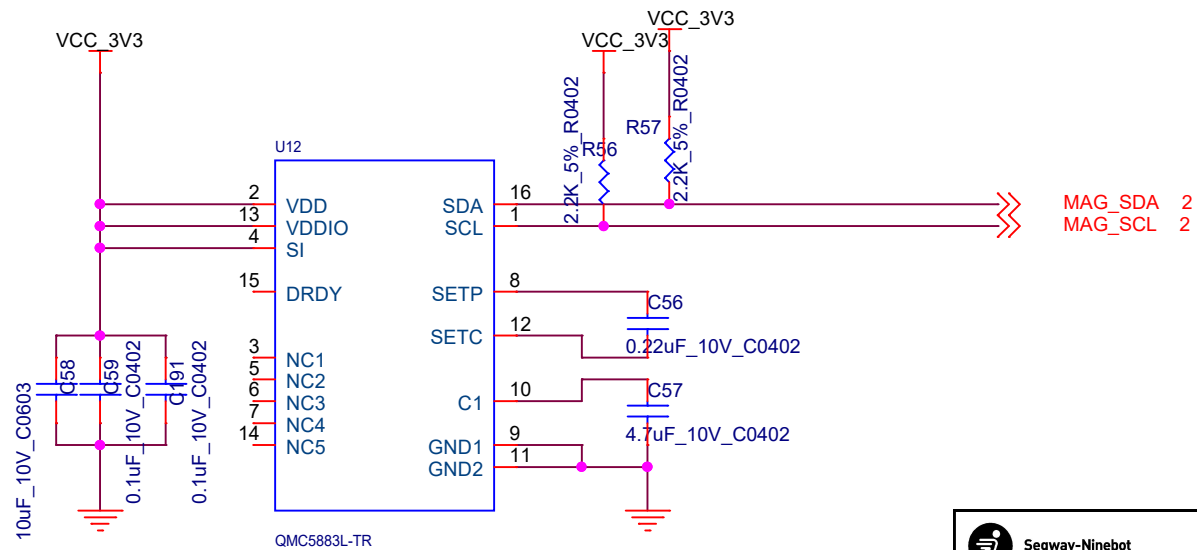 VCC_3V3
VCC_3V3
VCC_3V3
U12
2.2K_5%_R0402
R56
R57
2.2K_5%_R0402
2 VDD SDA 16 MAG_SDA 2
13 VDDIO SCL 1 MAG_SCL 2
4 SI
15 DRDY SETP 8
C56
SETC 12
0.22uF_10V_C0402
3 NC1
5 NC2
6 NC3 C1 10
C57
7 NC4
4.7uF_10V_C0402
14 NC5 GND1 9
GND2 11
10uF_10V_C0603
C58
0.1uF_10V_C0402
C59
0.1uF_10V_C0402
C191
QMC5883L-TR
Segway-Ninebot